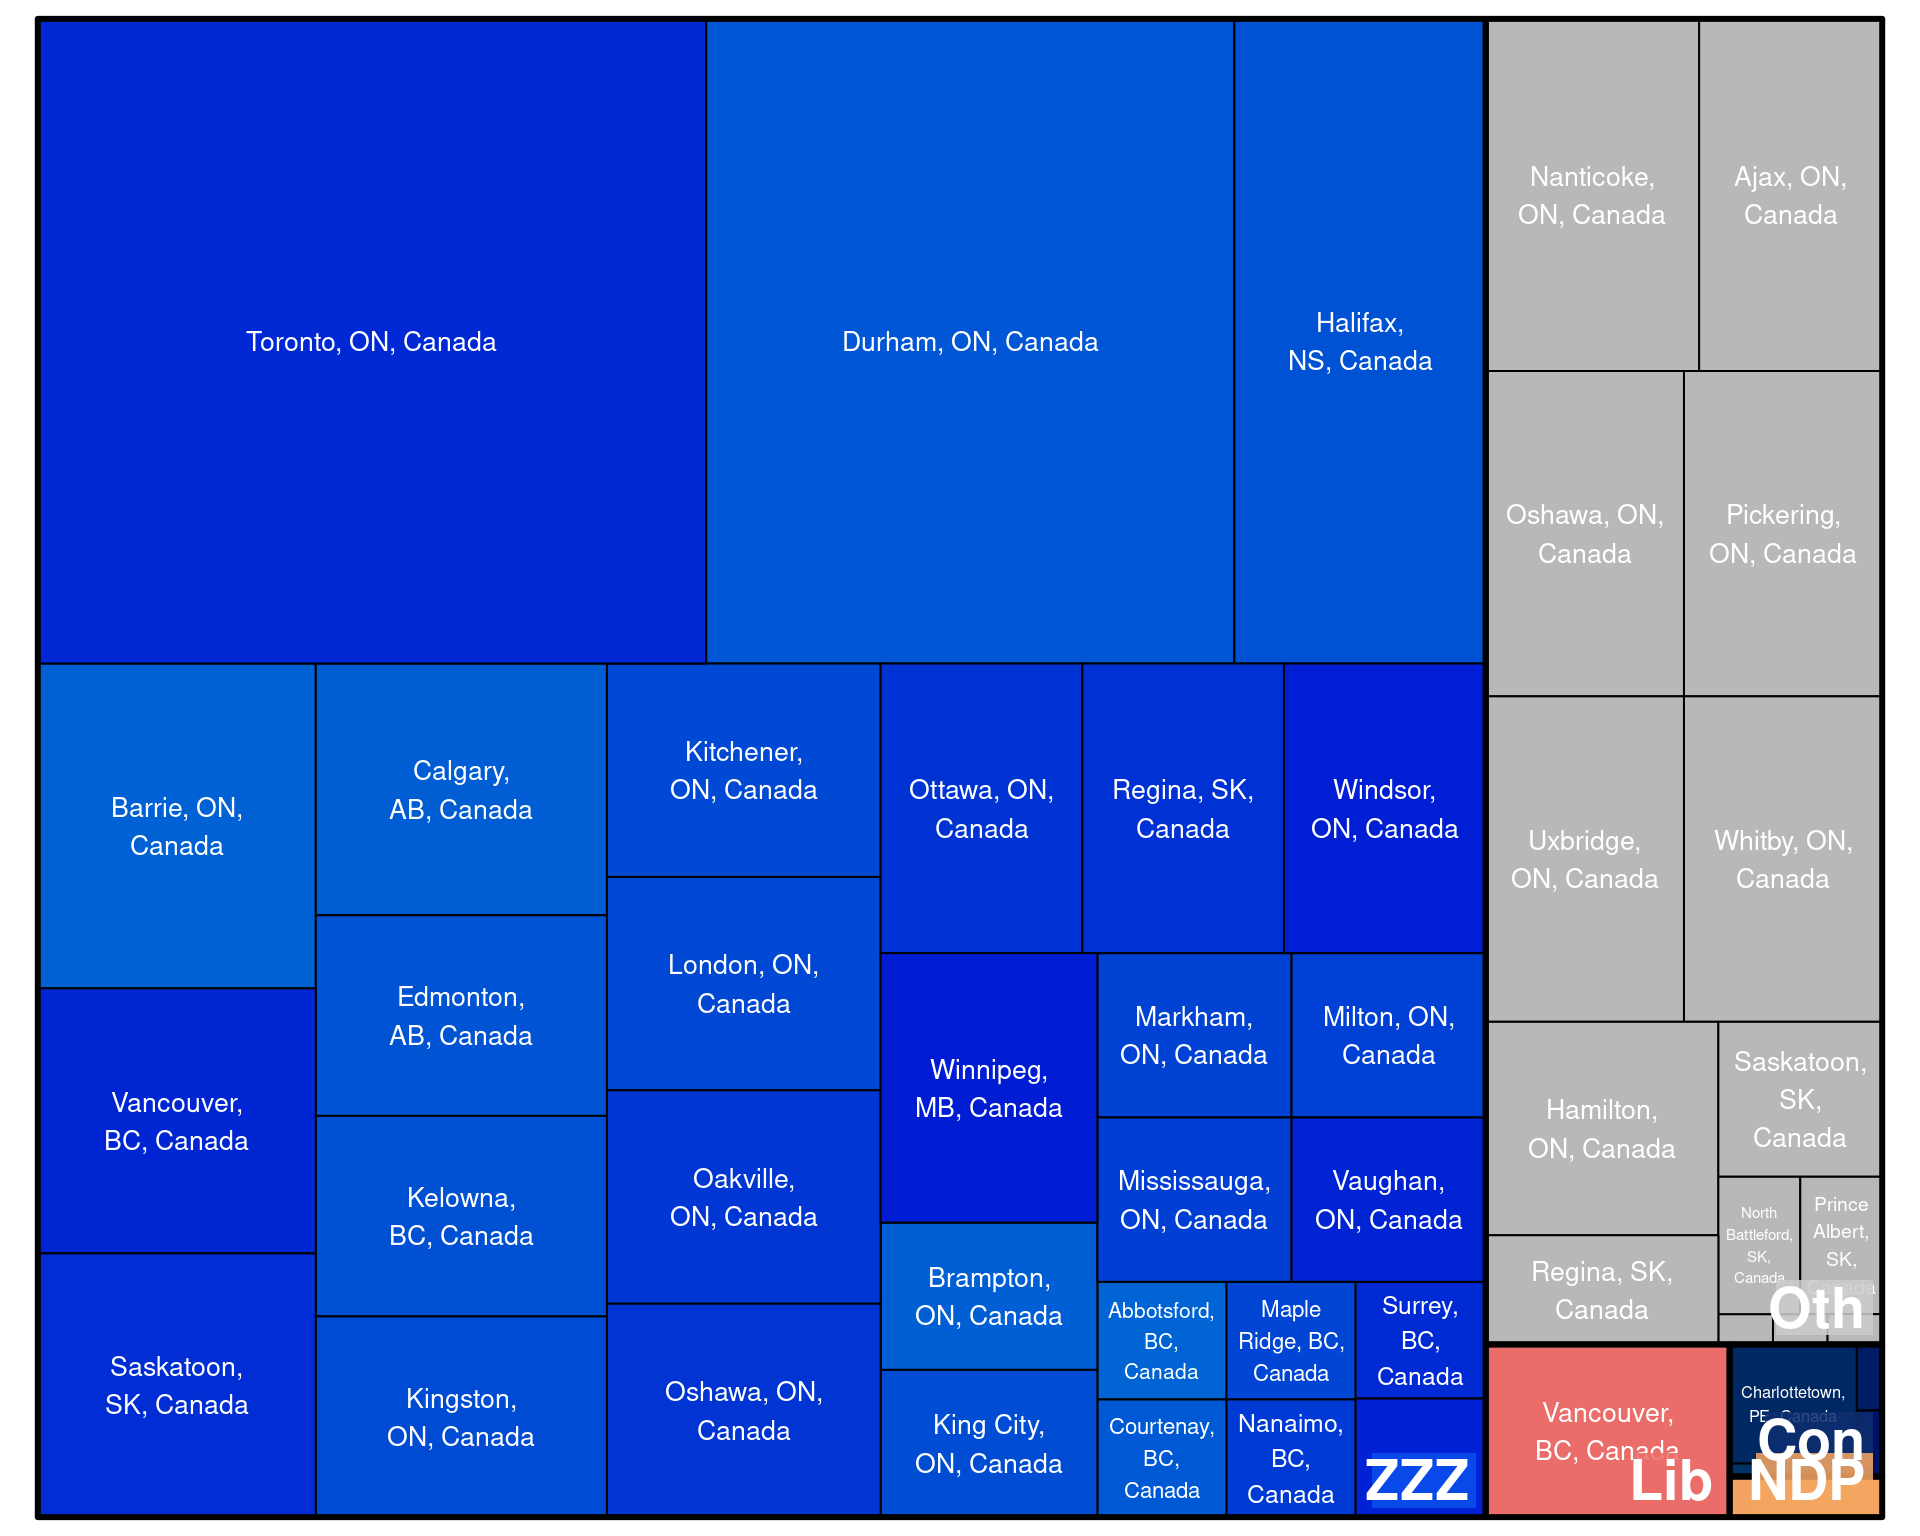 Toronto, ON, Canada
Durham, ON, Canada
Halifax,
NS, Canada
Nanticoke,
ON, Canada
Ajax, ON,
Canada
Oshawa, ON,
Canada
Pickering,
ON, Canada
Barrie, ON,
Canada
Calgary,
AB, Canada
Kitchener,
ON, Canada
Ottawa, ON,
Canada
Regina, SK,
Canada
Windsor,
ON, Canada
Uxbridge,
ON, Canada
Whitby, ON,
Canada
Edmonton,
AB, Canada
London, ON,
Canada
Winnipeg,
MB, Canada
Markham,
ON, Canada
Milton, ON,
Canada
Vancouver,
BC, Canada
Kelowna,
BC, Canada
Oakville,
ON, Canada
Mississauga,
ON, Canada
Vaughan,
ON, Canada
Hamilton,
ON, Canada
Saskatoon,
SK,
Canada
North
Battleford,
SK,
Canada
Prince
Albert,
SK,
Canada
Oth
Regina, SK,
Canada
Brampton,
ON, Canada
Abbotsford,
BC,
Canada
Maple
Ridge, BC,
Canada
Surrey,
BC,
Canada
Saskatoon,
SK, Canada
Kingston,
ON, Canada
Oshawa, ON,
Canada
King City,
ON, Canada
Courtenay,
BC,
Canada
Nanaimo,
BC,
Canada
ZZZ
Vancouver,
BC, Canada
Lib
Charlottetown,
PE, Canada
Con
NDP